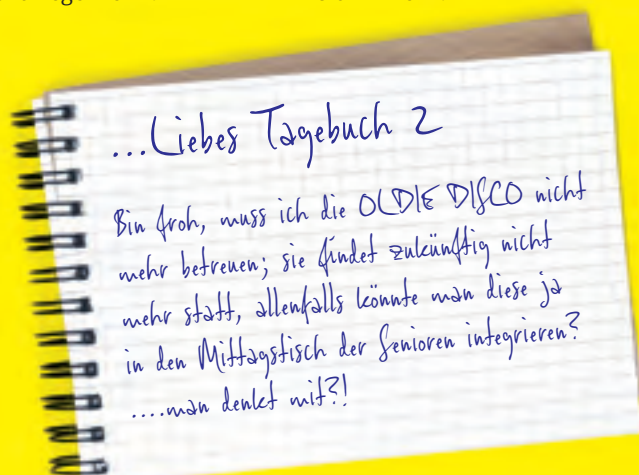 ...Liebes Tagebuch 2
Bin froh, muss ich die OLDIE DISCO nicht
mehr betreuen; sie findet zukünftig nicht
mehr statt, allenfalls könnte man diese ja
in den Mittagstisch der Senioren integrieren?
....man denkt mit?!